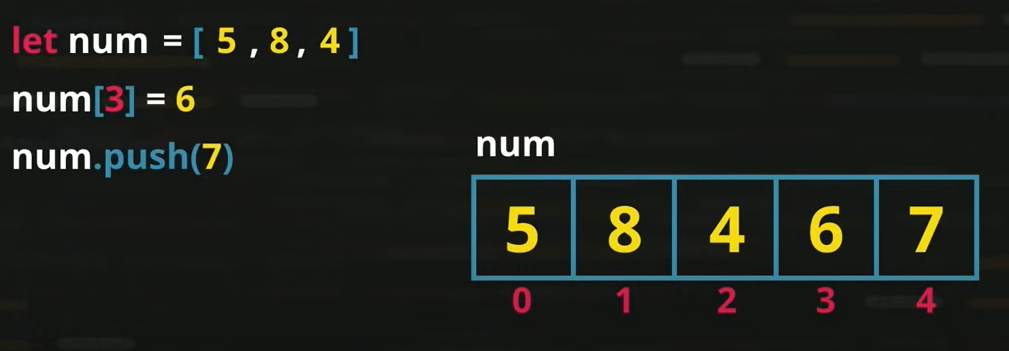 let num = [ 5 , 8 , 4 ]
num[3] = 6
num.push(7)
num
5 8 4 6 7
0 1 2 3 4